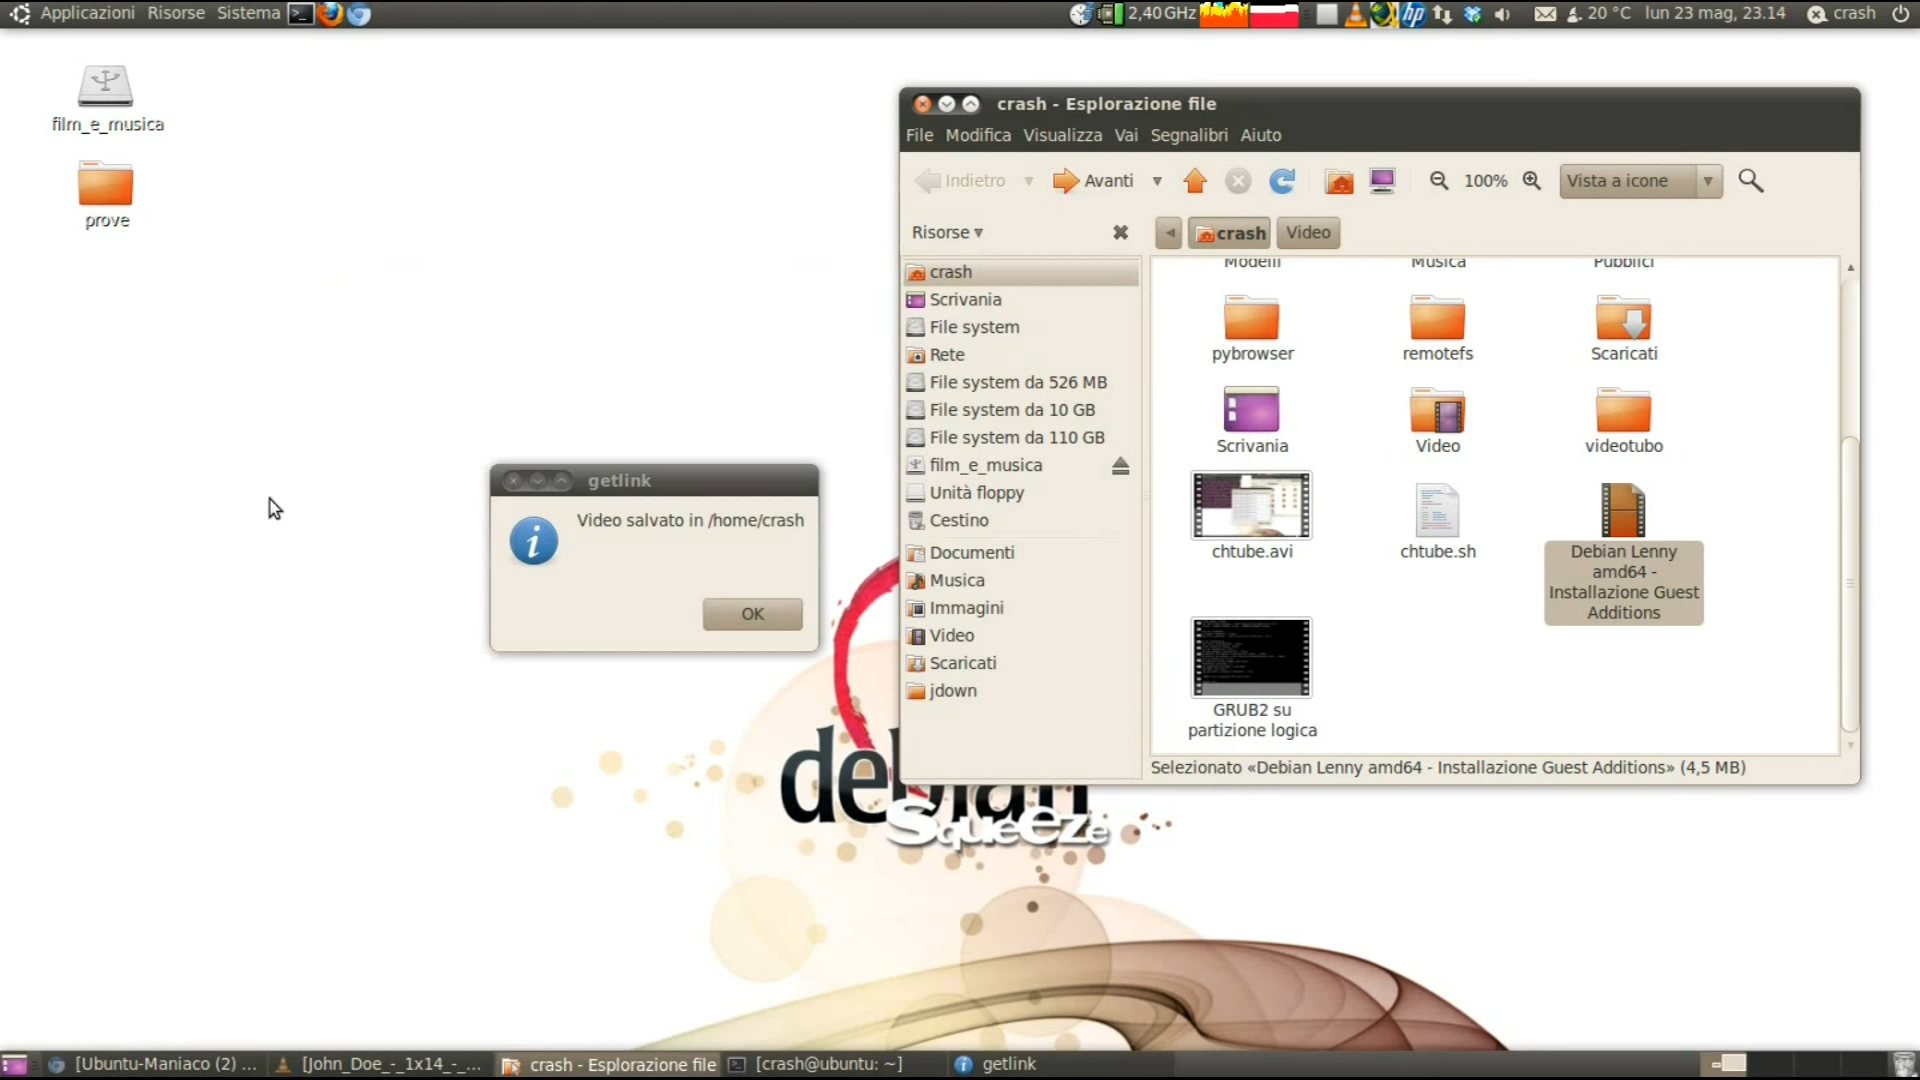 Applicazioni Risorse Sistema
2,40 GHz
20 °C lun 23 mag, 23.14 crash
film_e_musica
prove
crash - Esplorazione file
File Modifica Visualizza Vai Segnalibri Aiuto
Indietro Avanti 100% Vista a icone
Risorse crash Video
crash
Scrivania
File system
Rete
File system da 526 MB
File system da 10 GB
File system da 110 GB
film_e_musica
Unità floppy
Cestino
Documenti
Musica
Immagini
Video
Scaricati
jdown
Modelli Musica Pubblici
pybrowser remotefs Scaricati
Scrivania Video videotubo
chtube.avi chtube.sh Debian Lenny
amd64 -
Installazione Guest
Additions
GRUB2 su
partizione logica
Selezionato «Debian Lenny amd64 - Installazione Guest Additions» (4,5 MB)
getlink
Video salvato in /home/crash
OK
debian
Squeeze
[Ubuntu-Maniaco (2) ... [John_Doe_-_1x14_-_... crash - Esplorazione file [crash@ubuntu: ~] getlink